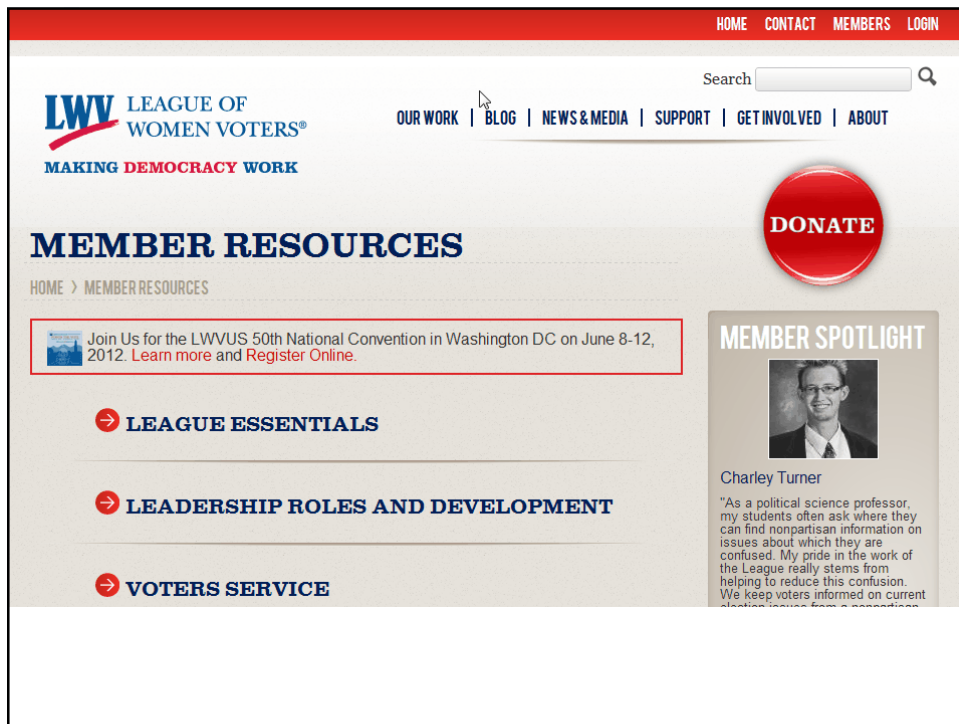 HOME CONTACT MEMBERS LOGIN
Search
LWV LEAGUE OF
WOMEN VOTERS®
MAKING DEMOCRACY WORK
OUR WORK | BLOG | NEWS & MEDIA | SUPPORT | GET INVOLVED | ABOUT
DONATE
MEMBER RESOURCES
HOME > MEMBER RESOURCES
Join Us for the LWVUS 50th National Convention in Washington DC on June 8-12,
2012. Learn more and Register Online.
LEAGUE ESSENTIALS
LEADERSHIP ROLES AND DEVELOPMENT
VOTERS SERVICE
MEMBER SPOTLIGHT
Charley Turner
"As a political science professor,
my students often ask where they
can find nonpartisan information on
issues about which they are
confused. My pride in the work of
the League really stems from
helping to reduce this confusion.
We keep voters informed on current
election issues from a nonpartisan